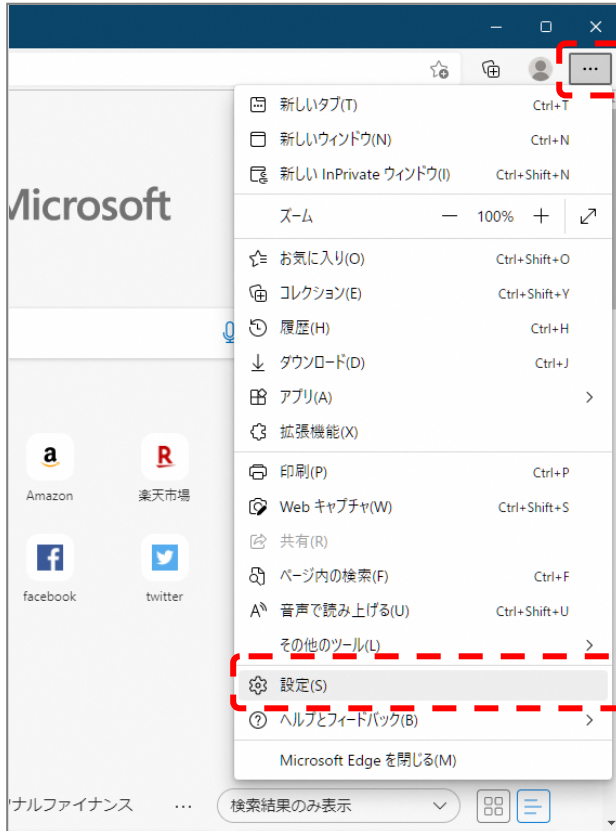 新しいタブ(T) Ctrl+T
新しいウィンドウ(N) Ctrl+N
新しい InPrivate ウィンドウ(I) Ctrl+Shift+N
Microsoft
ズーム 100%
お気に入り(O) Ctrl+Shift+O
コレクション(E) Ctrl+Shift+Y
履歴(H) Ctrl+H
ダウンロード(D) Ctrl+J
アプリ(A)
拡張機能(X)
a
R
Amazon
楽天市場
印刷(P) Ctrl+P
Web キャプチャ(W) Ctrl+Shift+S
共有(R)
ページ内の検索(F) Ctrl+F
f
facebook
twitter
音声で読み上げる(U) Ctrl+Shift+U
その他のツール(L)
設定(S)
ヘルプとフィードバック(B)
Microsoft Edge を閉じる(M)
ナルファイナンス ...
検索結果のみ表示